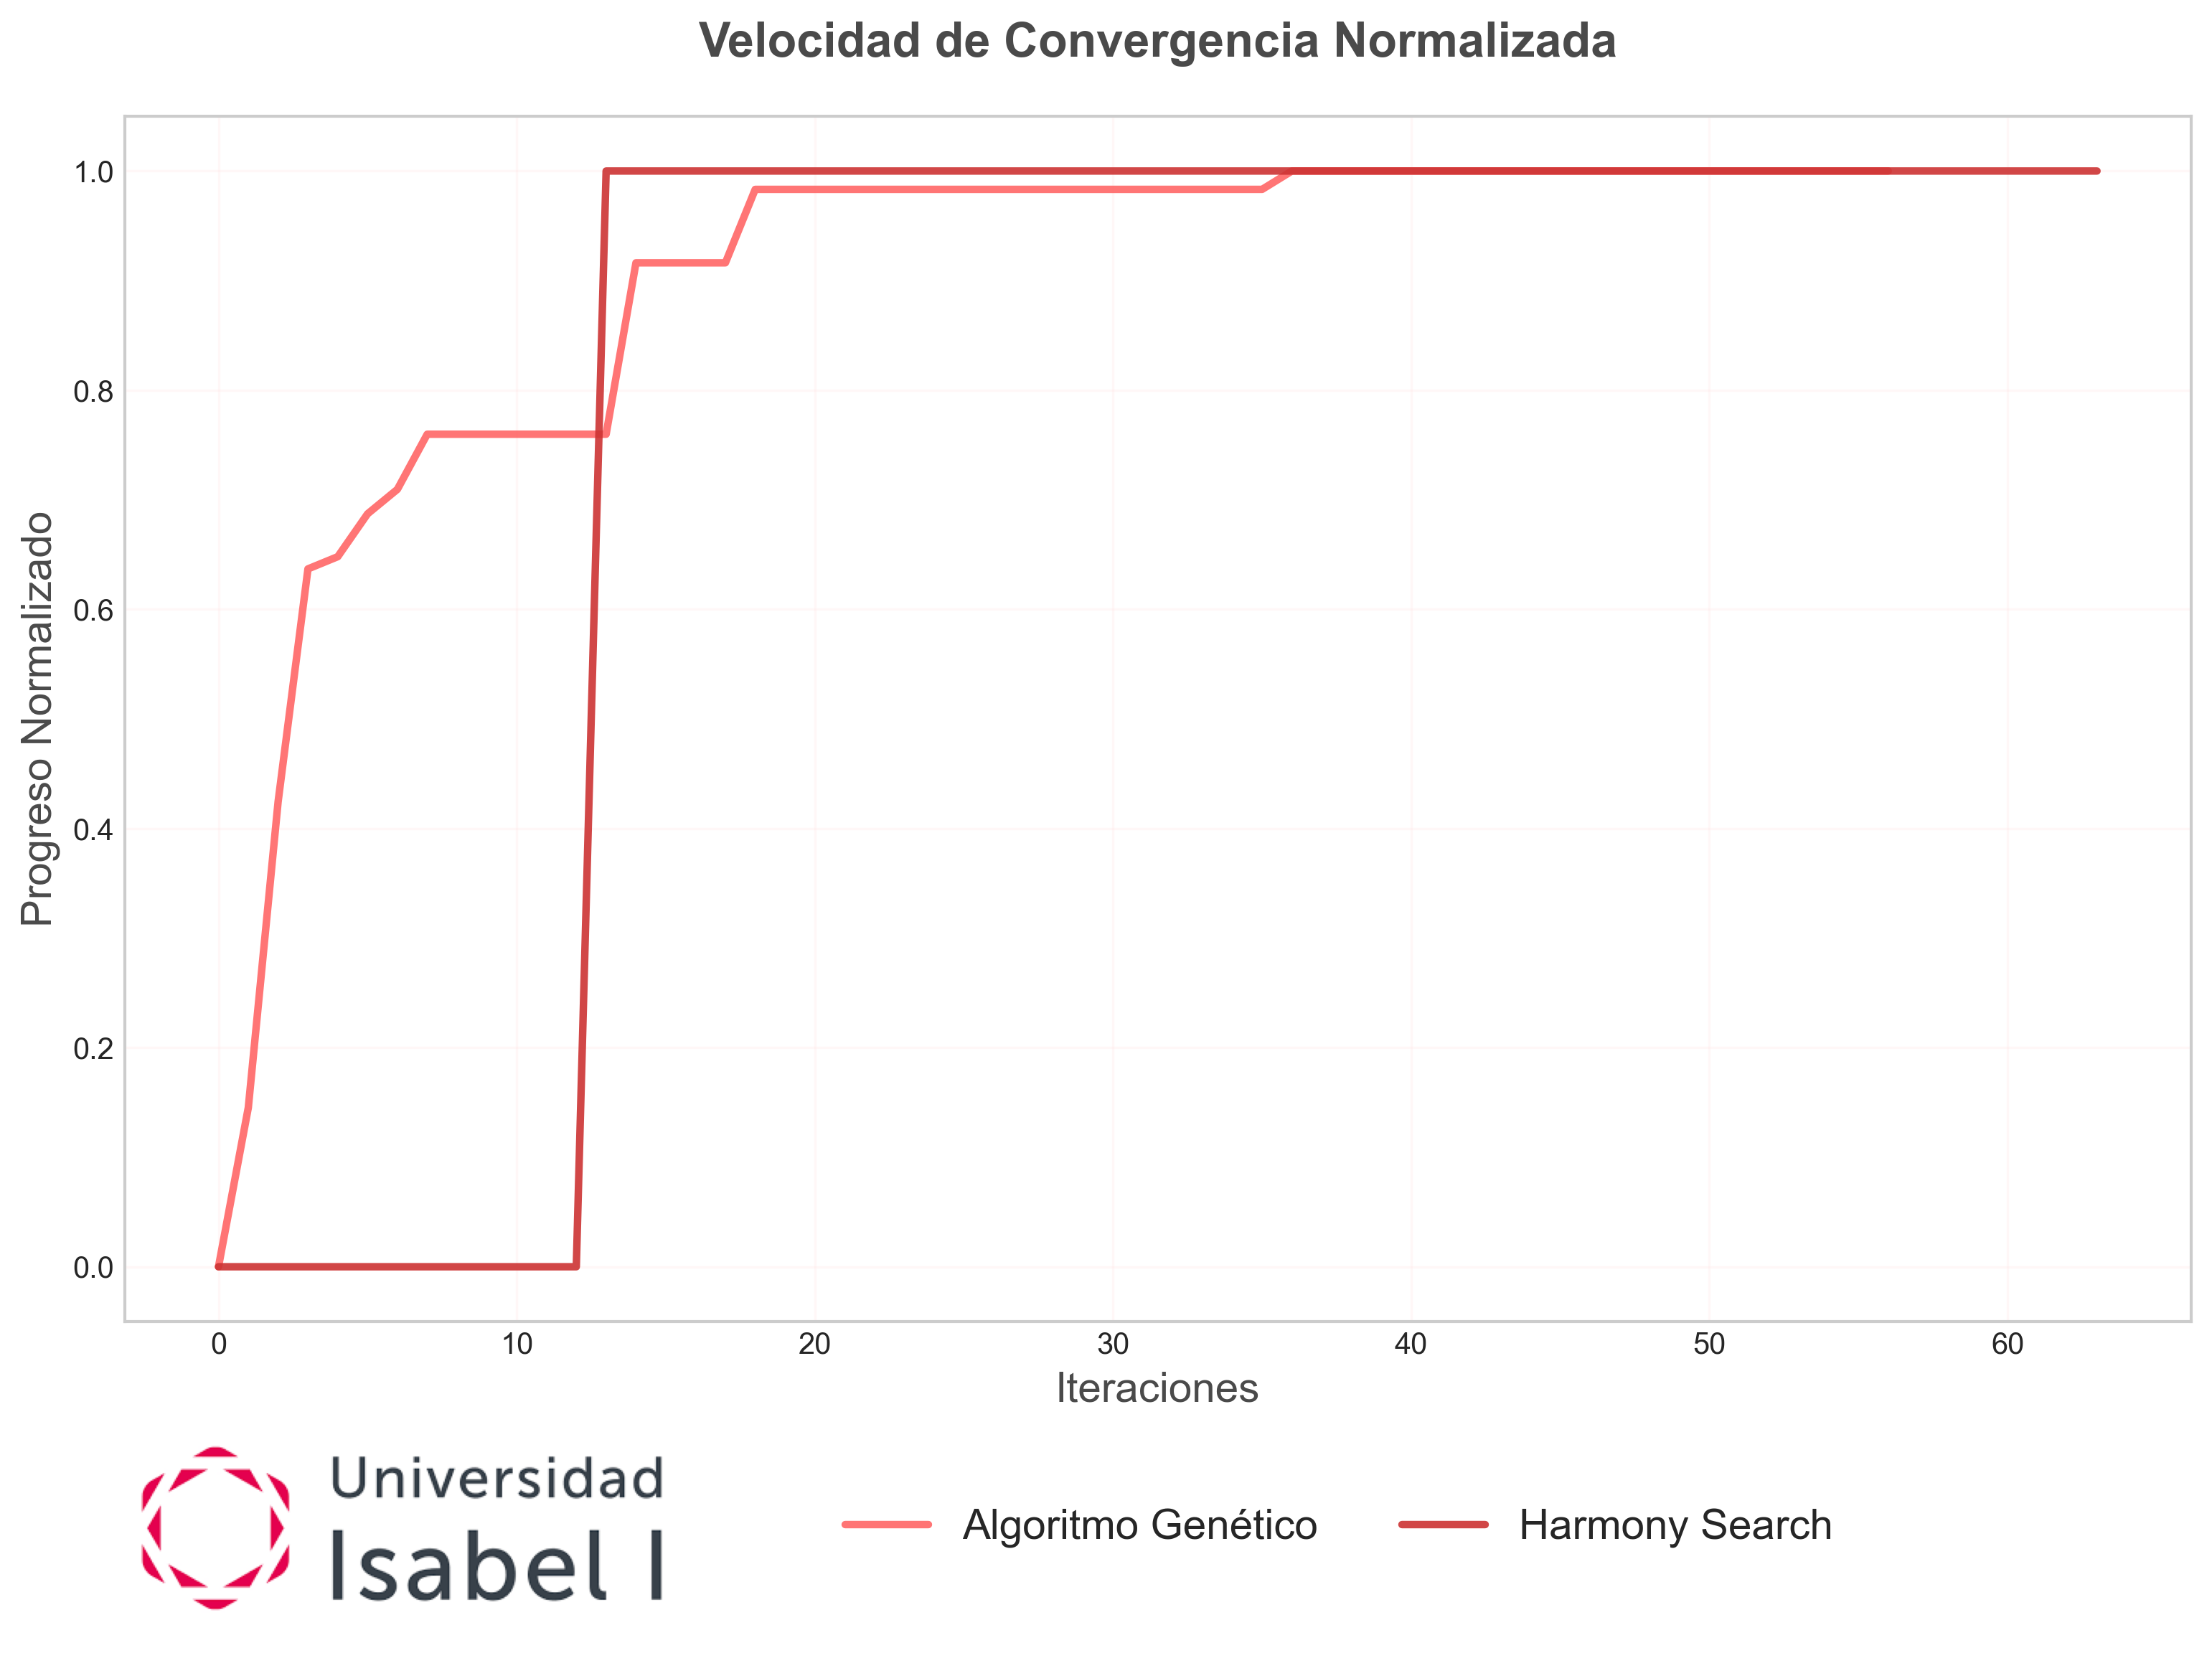 Velocidad de Convergencia Normalizada
Progreso Normalizado
1.0
0.8
0.6
0.4
0.2
0.0
0 10 20 30 40 50 60
Iteraciones
Universidad
Isabel I
Algoritmo Genético Harmony Search